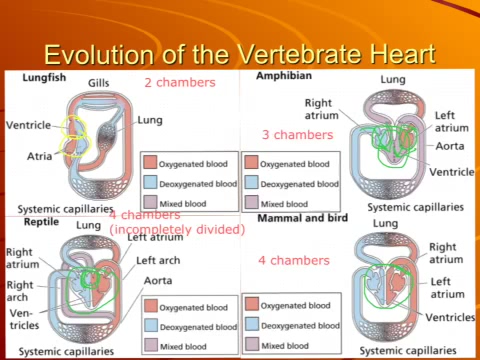 Evolution of the Vertebrate Heart
Lungfish
Gills
2 chambers
Ventricle
Lung
Atria
Oxygenated blood
Deoxygenated blood
Mixed blood
Systemic capillaries
Amphibian
Lung
Right
atrium
3 chambers
Left
atrium
Aorta
Ventricle
Oxygenated blood
Deoxygenated blood
Mixed blood
Systemic capillaries
4 chambers
(incompletely divided)
Reptile
Lung
Right
atrium
Left atrium
Left arch
Right
arch
Aorta
Ven-
tricles
Oxygenated blood
Deoxygenated blood
Mixed blood
Systemic capillaries
Mammal and bird
Lung
4 chambers
Right
atrium
Left
atrium
Ventricles
Oxygenated blood
Deoxygenated blood
Mixed blood
Systemic capillaries